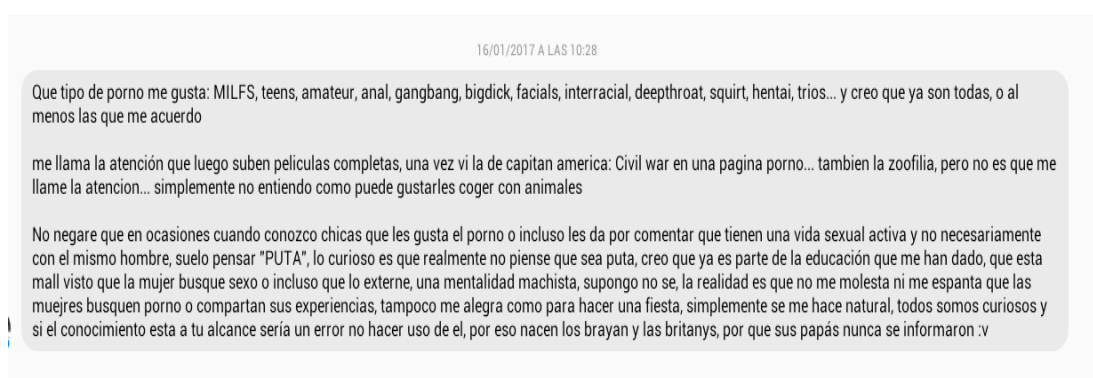 16/01/2017 A LAS 10:28
Que tipo de porno me gusta: MILFS, teens, amateur, anal, gangbang, bigdick, facials, interracial, deepthroat, squirt, hentai, trios... y creo que ya son todas, o al
menos las que me acuerdo
me llama la atención que luego suben peliculas completas, una vez vi la de capitan america: Civil war en una pagina porno... tambien la zoofilia, pero no es que me
llame la atencion... simplemente no entiendo como puede gustarles coger con animales
No negare que en ocasiones cuando conozco chicas que les gusta el porno o incluso les da por comentar que tienen una vida sexual activa y no necesariamente
con el mismo hombre, suelo pensar "PUTA", lo curioso es que realmente no piense que sea puta, creo que ya es parte de la educación que me han dado, que esta
mall visto que la mujer busque sexo o incluso que lo externe, una mentalidad machista, supongo no se, la realidad es que no me molesta ni me espanta que las
muejres busquen porno o compartan sus experiencias, tampoco me alegra como para hacer una fiesta, simplemente se me hace natural, todos somos curiosos y
si el conocimiento esta a tu alcance sería un error no hacer uso de el, por eso nacen los brayan y las britanys, por que sus papás nunca se informaron :v